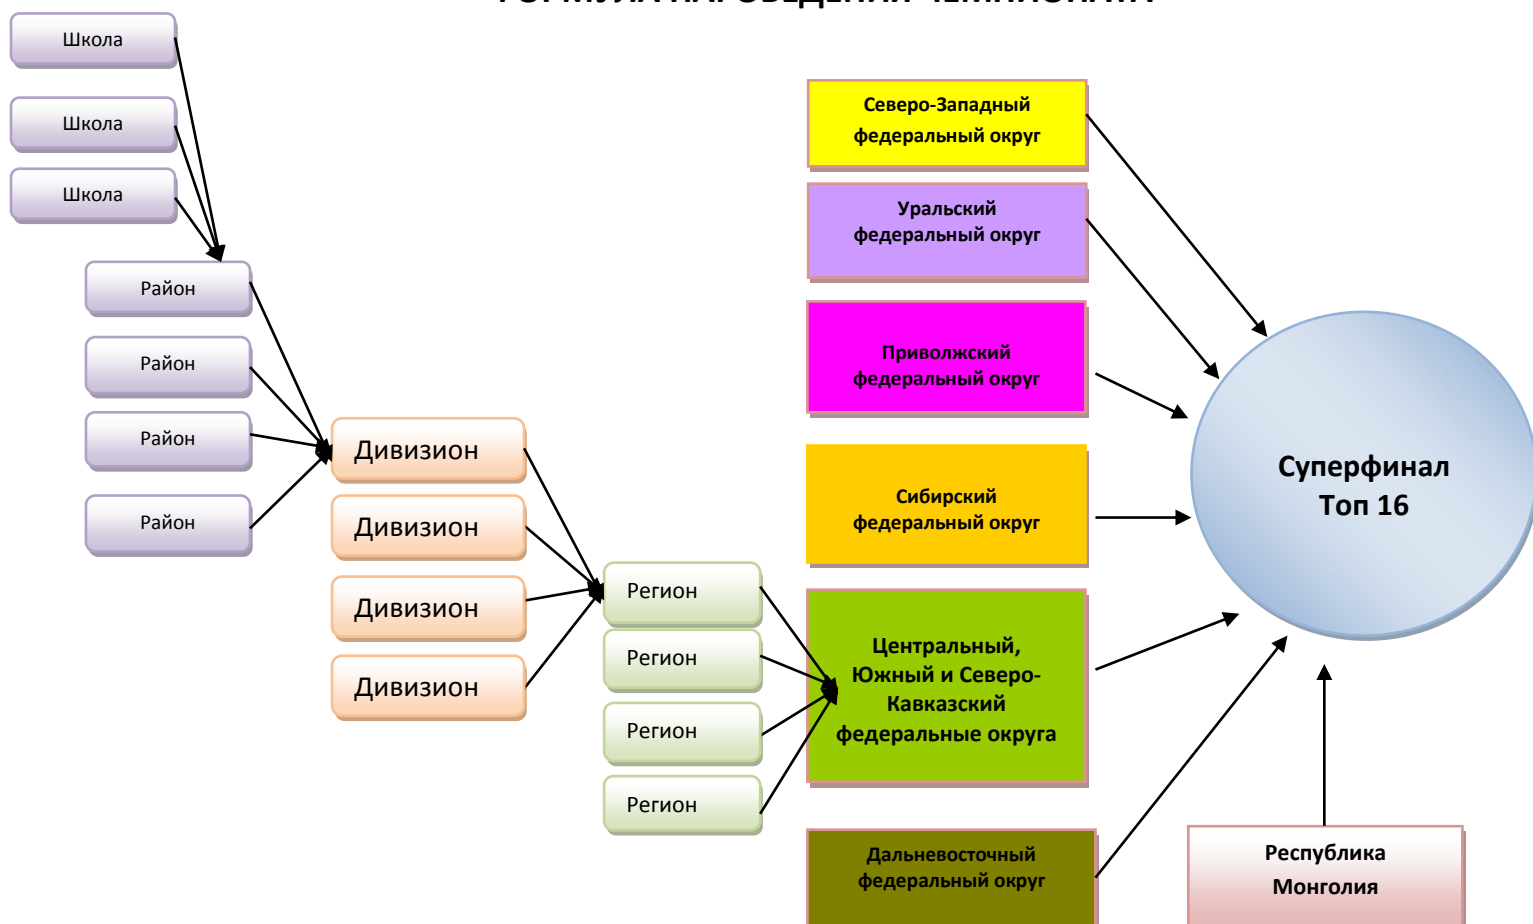 ФОРМУЛА ЧЕМПИОНАТА
Школа
Школа
Школа
Район
Район
Район
Район
Дивизион
Дивизион
Дивизион
Дивизион
Регион
Регион
Регион
Регион
Северо-Западный
федеральный округ
Уральский
федеральный округ
Приволжский
федеральный округ
Сибирский
федеральный округ
Центральный,
Южный и Северо-
Кавказский
федеральные округа
Дальневосточный
федеральный округ
Суперфинал
Топ 16
Республика
Монголия